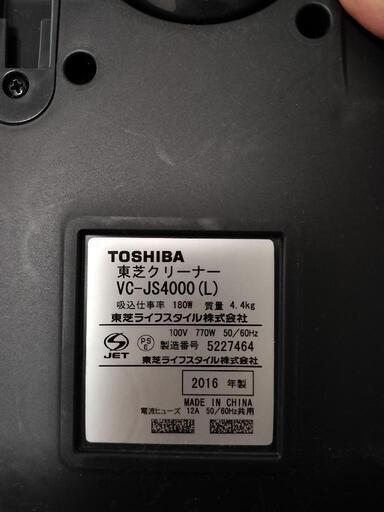 TOSHIBA
東芝クリーナー
VC-JS4000(L)
吸込仕事率 180W 質量 4.4kg
東芝ライフスタイル株式会社
100V 770W 50/60Hz
S JET PS E 製造番号 5227464
東芝ライフスタイル株式会社
2016 年製
MADE IN CHINA
電流ヒューズ 12A 50/60Hz共用